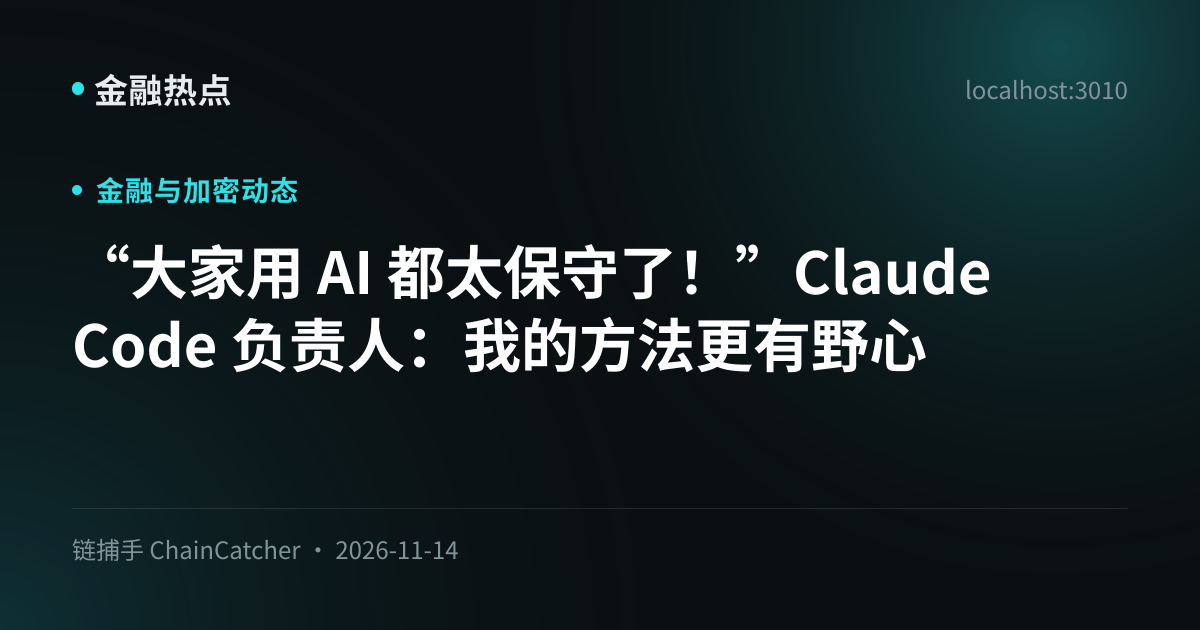 金融热点
localhost:3010
金融与加密动态
“大家用 AI 都太保守了！”Claude
Code 负责人：我的方法更有野心
链捕手 ChainCatcher · 2026-11-14